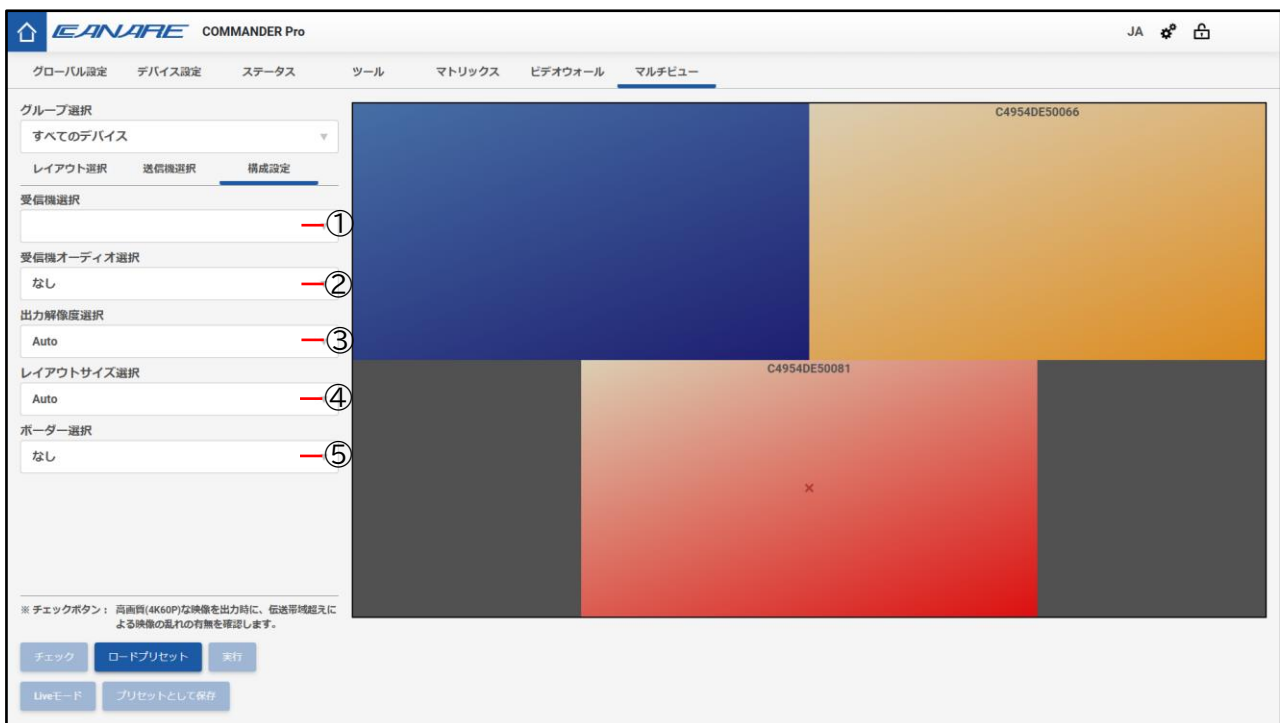 CANARE COMMANDER Pro JA
グローバル設定 デバイス設定 ステータス ツール マトリックス ビデオウォール マルチビュー
グループ選択
すべてのデバイス
レイアウト選択 送信機選択 構成設定
受信機選択
①
受信機オーディオ選択
なし ②
出力解像度選択
Auto ③
レイアウトサイズ選択
Auto ④
ボーダー選択
なし ⑤
C4954DE50066
C4954DE50081
※ チェックボタン： 高画質(4K60P)な映像を出力時に、伝送帯域超えに
よる映像の乱れの有無を確認します。
チェック ロードプリセット 実行
Liveモード プリセットとして保存